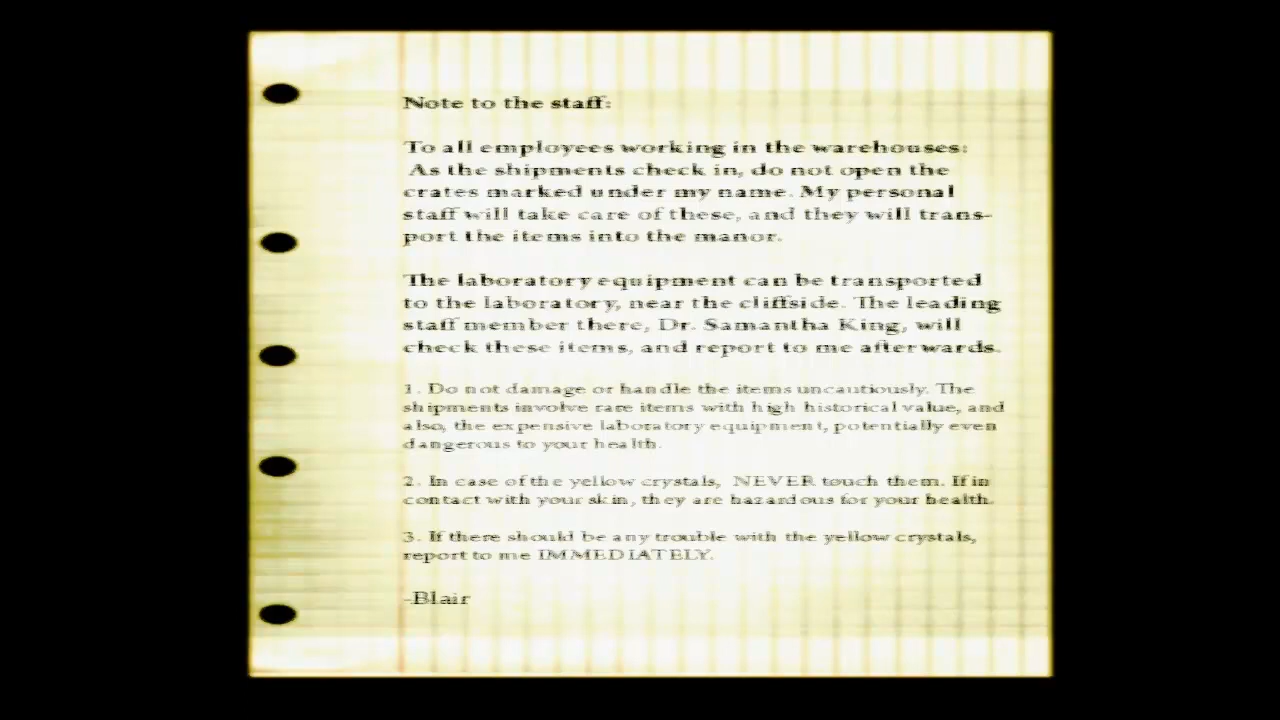 Note to the staff:
To all employees working in the warehouses:
As the shipments check in, do not open the
crates marked under my name. My personal
staff will take care of these, and they will trans-
port the items into the manor.
The laboratory equipment can be transported
to the laboratory, near the cliffside. The leading
staff member there, Dr. Samantha King, will
check these items, and report to me afterwards.
1. Do not damage or handle the items uncautiously. The
shipments involve rare items with high historical value, and
also, the expensive laboratory equipment, potentially even
dangerous to your health.
2. In case of the yellow crystals, NEVER touch them. If in
contact with your skin, they are hazardous for your health.
3. If there should be any trouble with the yellow crystals,
report to me IMMEDIATELY.
-Blair